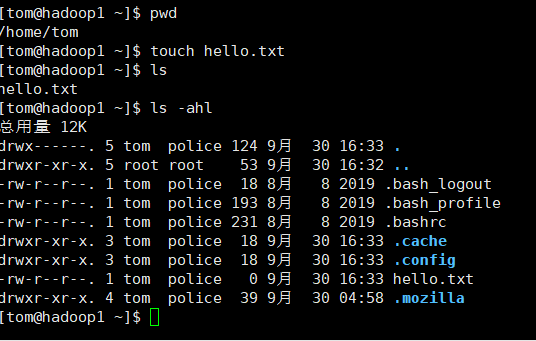 [tom@hadoop1 ~]$ pwd
/home/tom
[tom@hadoop1 ~]$ touch hello.txt
[tom@hadoop1 ~]$ ls
hello.txt
[tom@hadoop1 ~]$ ls -ahl
总用量 12K
drwx------. 5 tom  police 124 9月  30 16:33 .
drwxr-xr-x. 5 root root    53 9月  30 16:32 ..
-rw-r--r--. 1 tom  police  18 8月   8 2019 .bash_logout
-rw-r--r--. 1 tom  police 193 8月   8 2019 .bash_profile
-rw-r--r--. 1 tom  police 231 8月   8 2019 .bashrc
drwxr-xr-x. 3 tom  police  18 9月  30 16:33 .cache
drwxr-xr-x. 3 tom  police  18 9月  30 16:33 .config
-rw-r--r--. 1 tom  police   0 9月  30 16:33 hello.txt
drwxr-xr-x. 4 tom  police  39 9月  30 04:58 .mozilla
[tom@hadoop1 ~]$